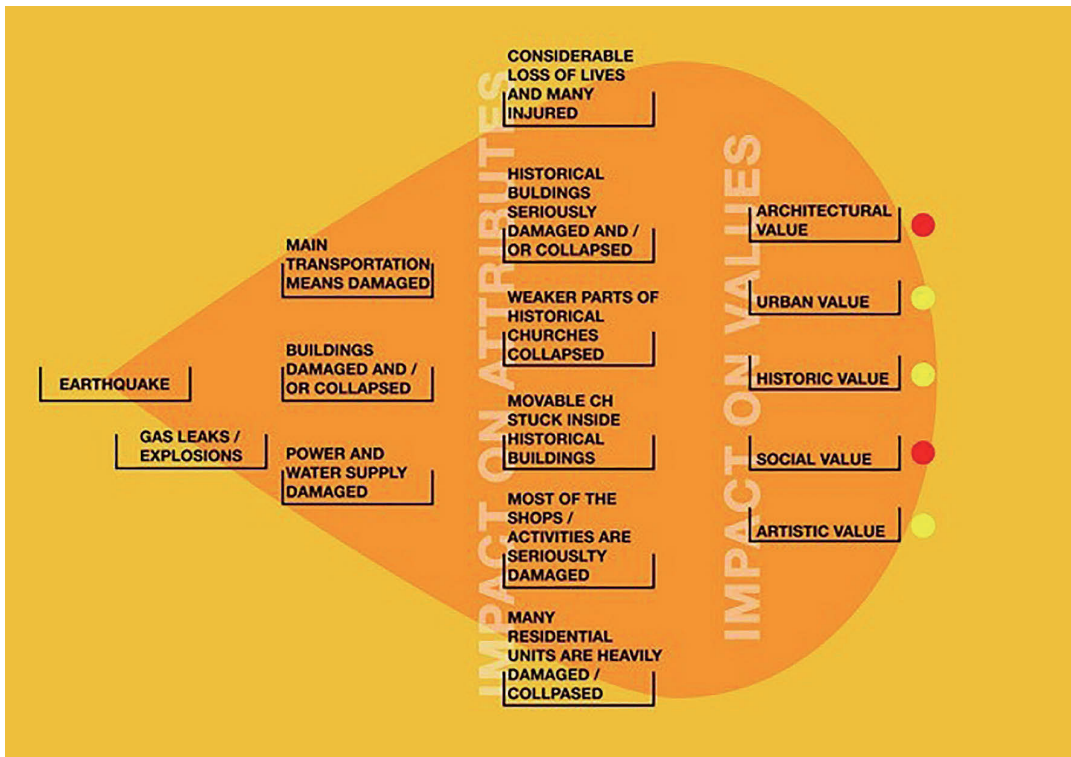 EARTHQUAKE
GAS LEAKS /
EXPLOSIONS
MAIN
TRANSPORTATION
MEANS DAMAGED
BUILDINGS
DAMAGED AND /
OR COLLAPSED
POWER AND
WATER SUPPLY
DAMAGED
IMPACT ON ATTRIBUTES
CONSIDERABLE
LOSS OF LIVES
AND MANY
INJURED
HISTORICAL
BULDINGS
SERIOUSLY
DAMAGED AND /
OR COLLAPSED
WEAKER PARTS OF
HISTORICAL
CHURCHES
COLLAPSED
MOVABLE CH
STUCK INSIDE
HISTORICAL
BUILDINGS
MOST OF THE
SHOPS /
ACTIVITIES ARE
SERIOUSLTY
DAMAGED
MANY
RESIDENTIAL
UNITS ARE HEAVILY
DAMAGED /
COLLPASED
IMPACT ON VALUES
ARCHITECTURAL
VALUE
URBAN VALUE
HISTORIC VALUE
SOCIAL VALUE
ARTISTIC VALUE